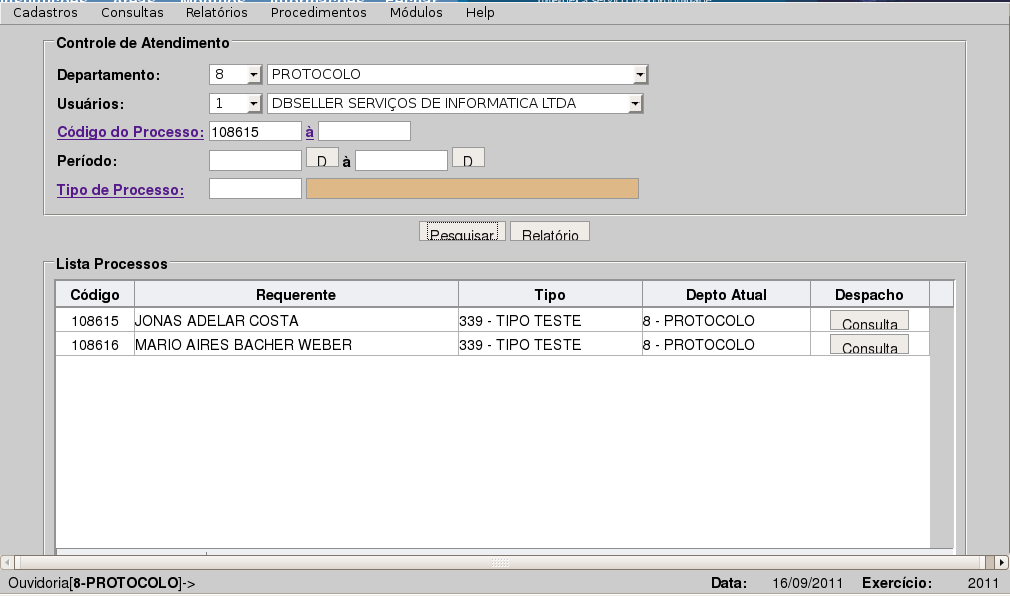 Cadastros Consultas Relatórios Procedimentos Módulos Help
Controle de Atendimento
Departamento: 8 PROTOCOLO
Usuários: 1 DBSELLER SERVIÇOS DE INFORMATICA LTDA
Código do Processo: 108615 à
Período: D à D
Tipo de Processo:
Pesquisar Relatório
Lista Processos
Código Requerente Tipo Depto Atual Despacho
108615 JONAS ADELAR COSTA 339 - TIPO TESTE 8 - PROTOCOLO Consulta
108616 MARIO AIRES BACHER WEBER 339 - TIPO TESTE 8 - PROTOCOLO Consulta
Ouvidoria[8-PROTOCOLO]-> Data: 16/09/2011 Exercício: 2011